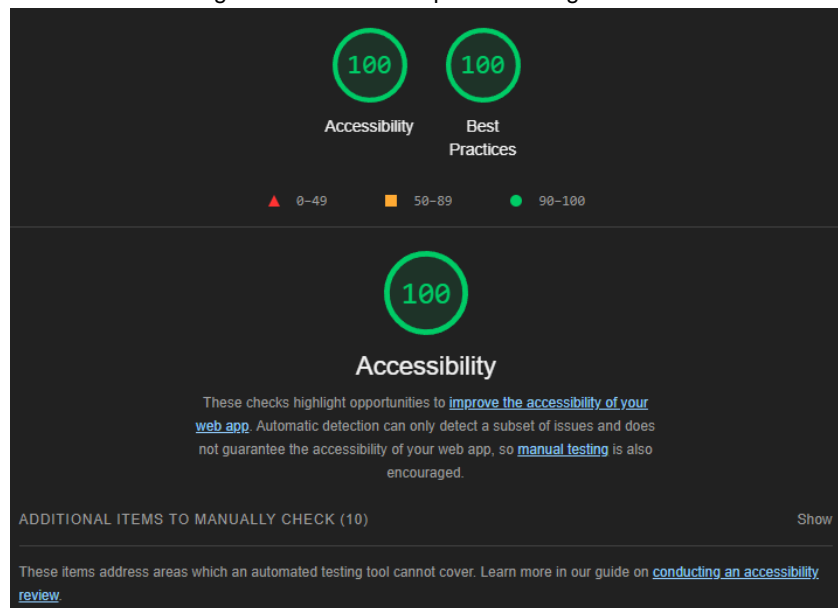 100 100
Accessibility Best
Practices
0–49 50–89 90–100
100
Accessibility
These checks highlight opportunities to improve the accessibility of your
web app. Automatic detection can only detect a subset of issues and does
not guarantee the accessibility of your web app, so manual testing is also
encouraged.
ADDITIONAL ITEMS TO MANUALLY CHECK (10) Show
These items address areas which an automated testing tool cannot cover. Learn more in our guide on conducting an accessibility
review.